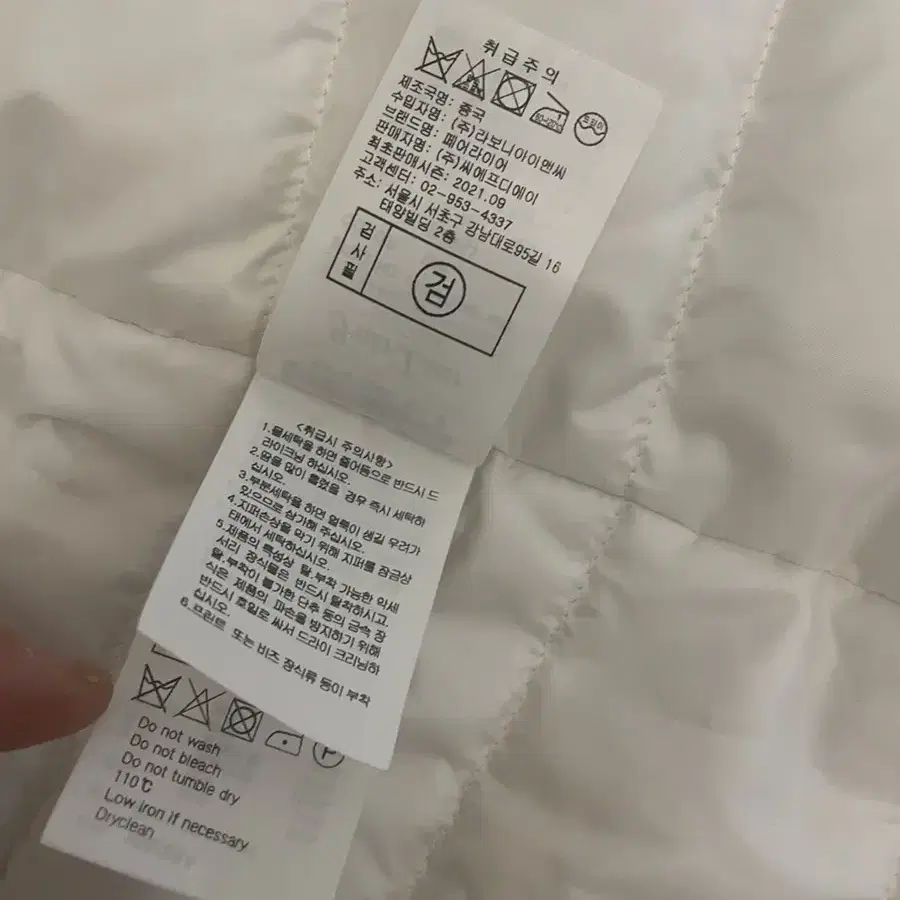 취급주의
제조국명: 중국
수입자명: (주)라보니아이앤씨
브랜드명: 페어라이어
판매자명: (주)씨에프디에이
최초판매시즌: 2021.09
고객센터: 02-953-4337
주소: 서울시 서초구 강남대로95길 16
태양빌딩 2층
검사필
검
<취급시 주의사항>
1.물세탁을 하면 줄어듬으로 반드시 드
라이크닝 하십시오.
2.땀을 많이 흘렸을 경우 즉시 세탁하
십시오.
3.부분세탁을 하면 얼룩이 생길 우려가
있으므로 삼가해 주십시오.
4.지퍼손상을 막기 위해 지퍼를 잠금상
태에서 세탁하십시오.
5.제품의 특성상 탈.부착 가능한 악세
서리 장식물은 반드시 탈착하시고,
탈.부착이 불가한 단추 등의 금속 장
식은 제품의 파손을 방지하기 위해
반드시 호일로 싸서 드라이 크리닝하
십시오.
6.프린트 또는 비즈 장식류 등이 부착
P
Do not wash
Do not bleach
Do not tumble dry
110℃
Low iron if necessary
Dryclean